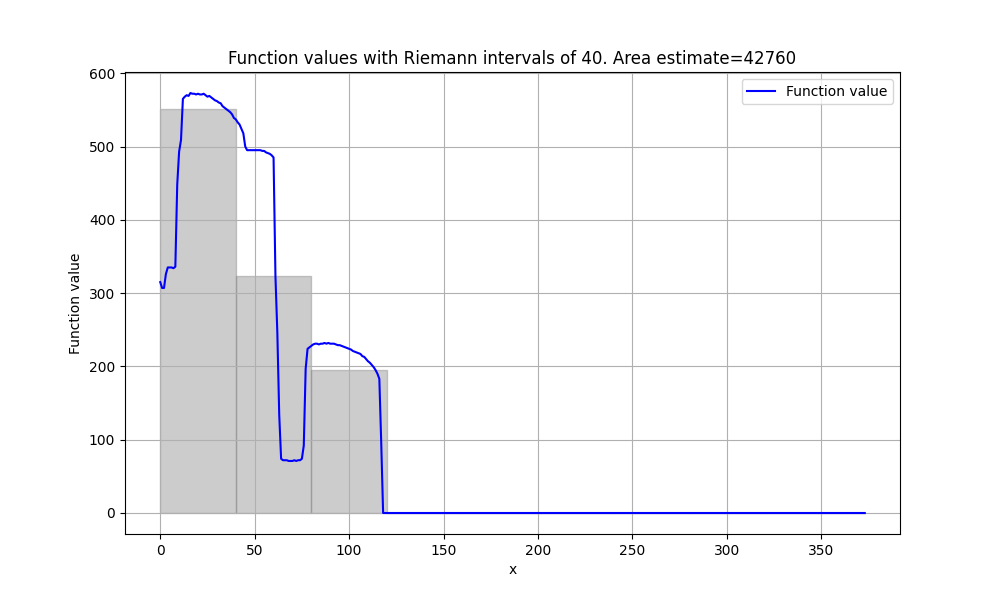 Function values with Riemann intervals of 40. Area estimate=42760
Function value
600
500
400
300
200
100
0
Function value
0 50 100 150 200 250 300 350
x